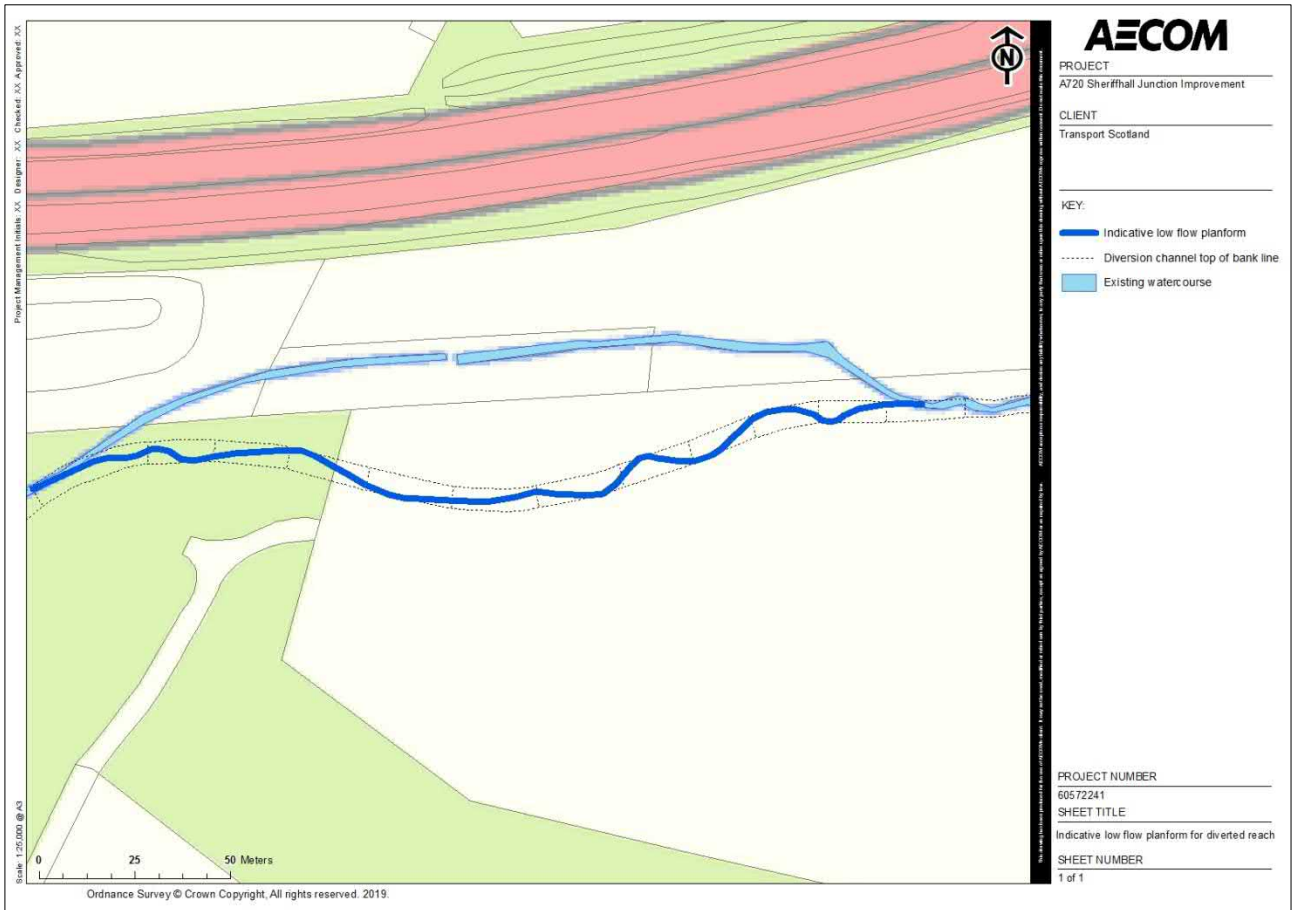 AECOM
PROJECT
A720 Sheriffhall Junction Improvement
CLIENT
Transport Scotland
KEY:
Indicative low flow planform
Diversion channel top of bank line
Existing watercourse
PROJECT NUMBER
60572241
SHEET TITLE
Indicative low flow planform for diverted reach
SHEET NUMBER
1 of 1
N
Project Management Initials: XX Designer: XX Checked: XX Approved: XX
Scale: 1:25,000 @ A3
0 25 50 Meters
Ordnance Survey © Crown Copyright, All rights reserved. 2019.